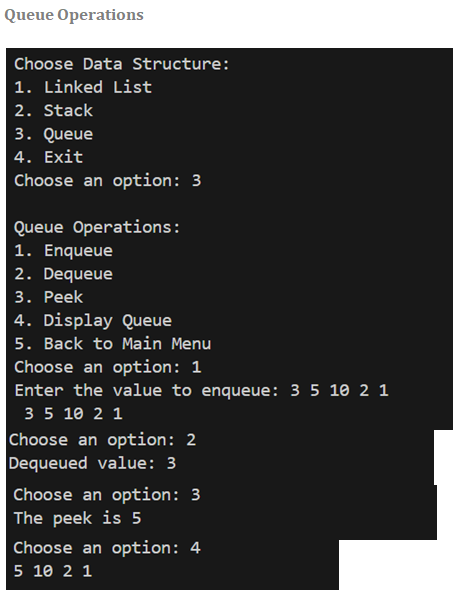 Queue Operations
Choose Data Structure:
1. Linked List
2. Stack
3. Queue
4. Exit
Choose an option: 3
Queue Operations:
1. Enqueue
2. Dequeue
3. Peek
4. Display Queue
5. Back to Main Menu
Choose an option: 1
Enter the value to enqueue: 3 5 10 2 1
3 5 10 2 1
Choose an option: 2
Dequeued value: 3
Choose an option: 3
The peek is 5
Choose an option: 4
5 10 2 1